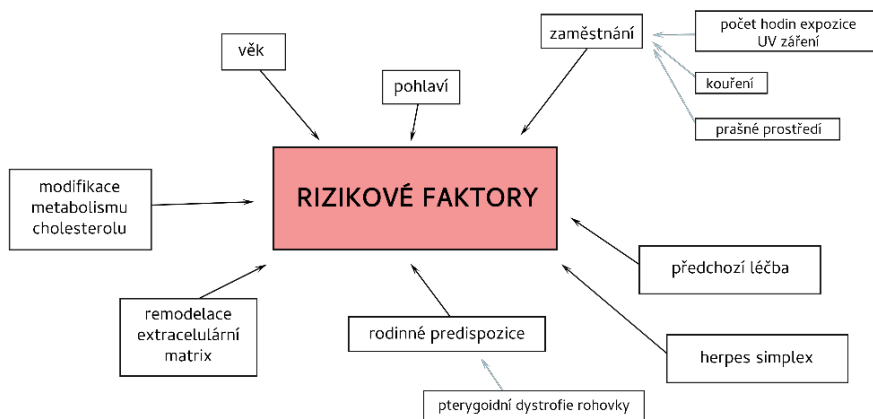 věk
pohlaví
zaměstnání
počet hodin expozice
UV záření
kouření
prašné prostředí
RIZIKOVÉ FAKTORY
modifikace
metabolismu
cholesterolu
předchozí léčba
remodelace
extracelulární
matrix
rodinné predispozice
herpes simplex
pterygoidní dystrofie rohovky